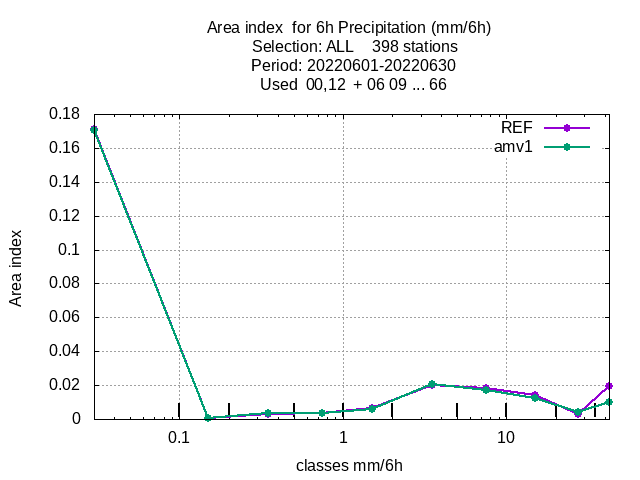 Area index  for 6h Precipitation (mm/6h)
Selection: ALL    398 stations
Period: 20220601-20220630
Used  00,12  + 06 09 ... 66
REF
amv1
0.18
0.16
0.14
0.12
0.1
0.08
0.06
0.04
0.02
0
Area index
0.1
1
10
classes mm/6h